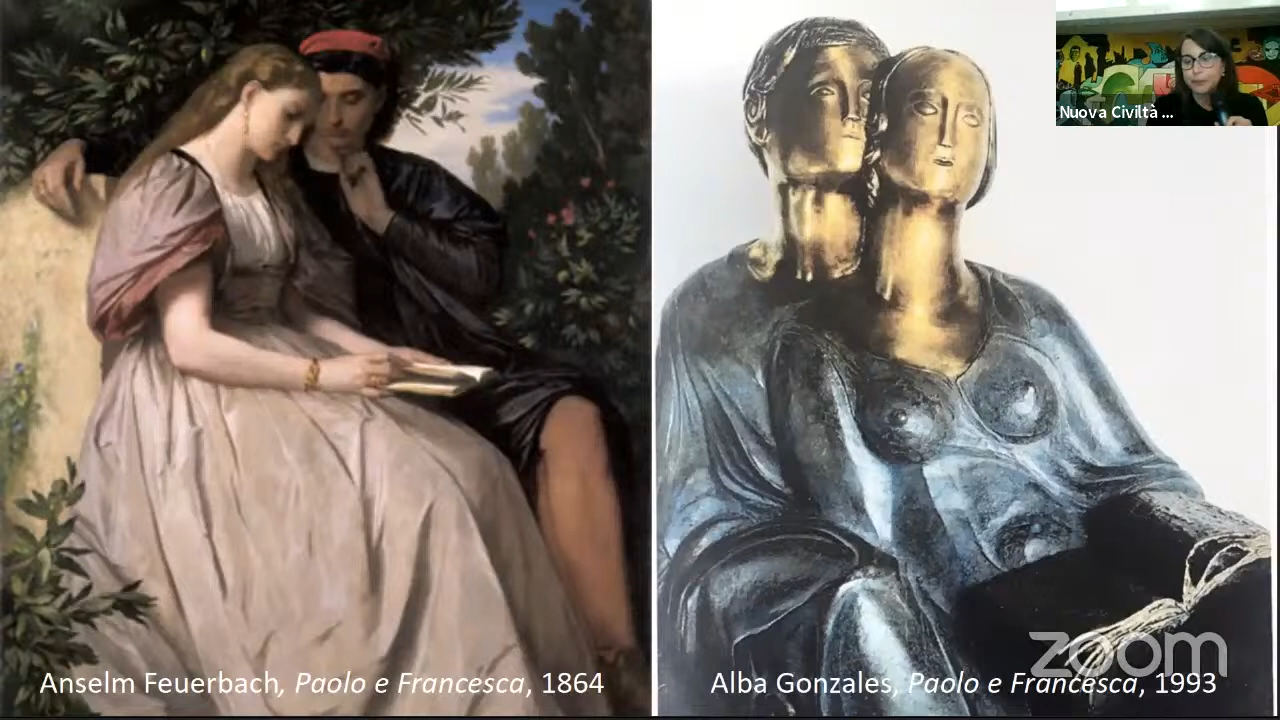 Nuova Civiltà ...
zoom
Anselm Feuerbach, Paolo e Francesca, 1864
Alba Gonzales, Paolo e Francesca, 1993